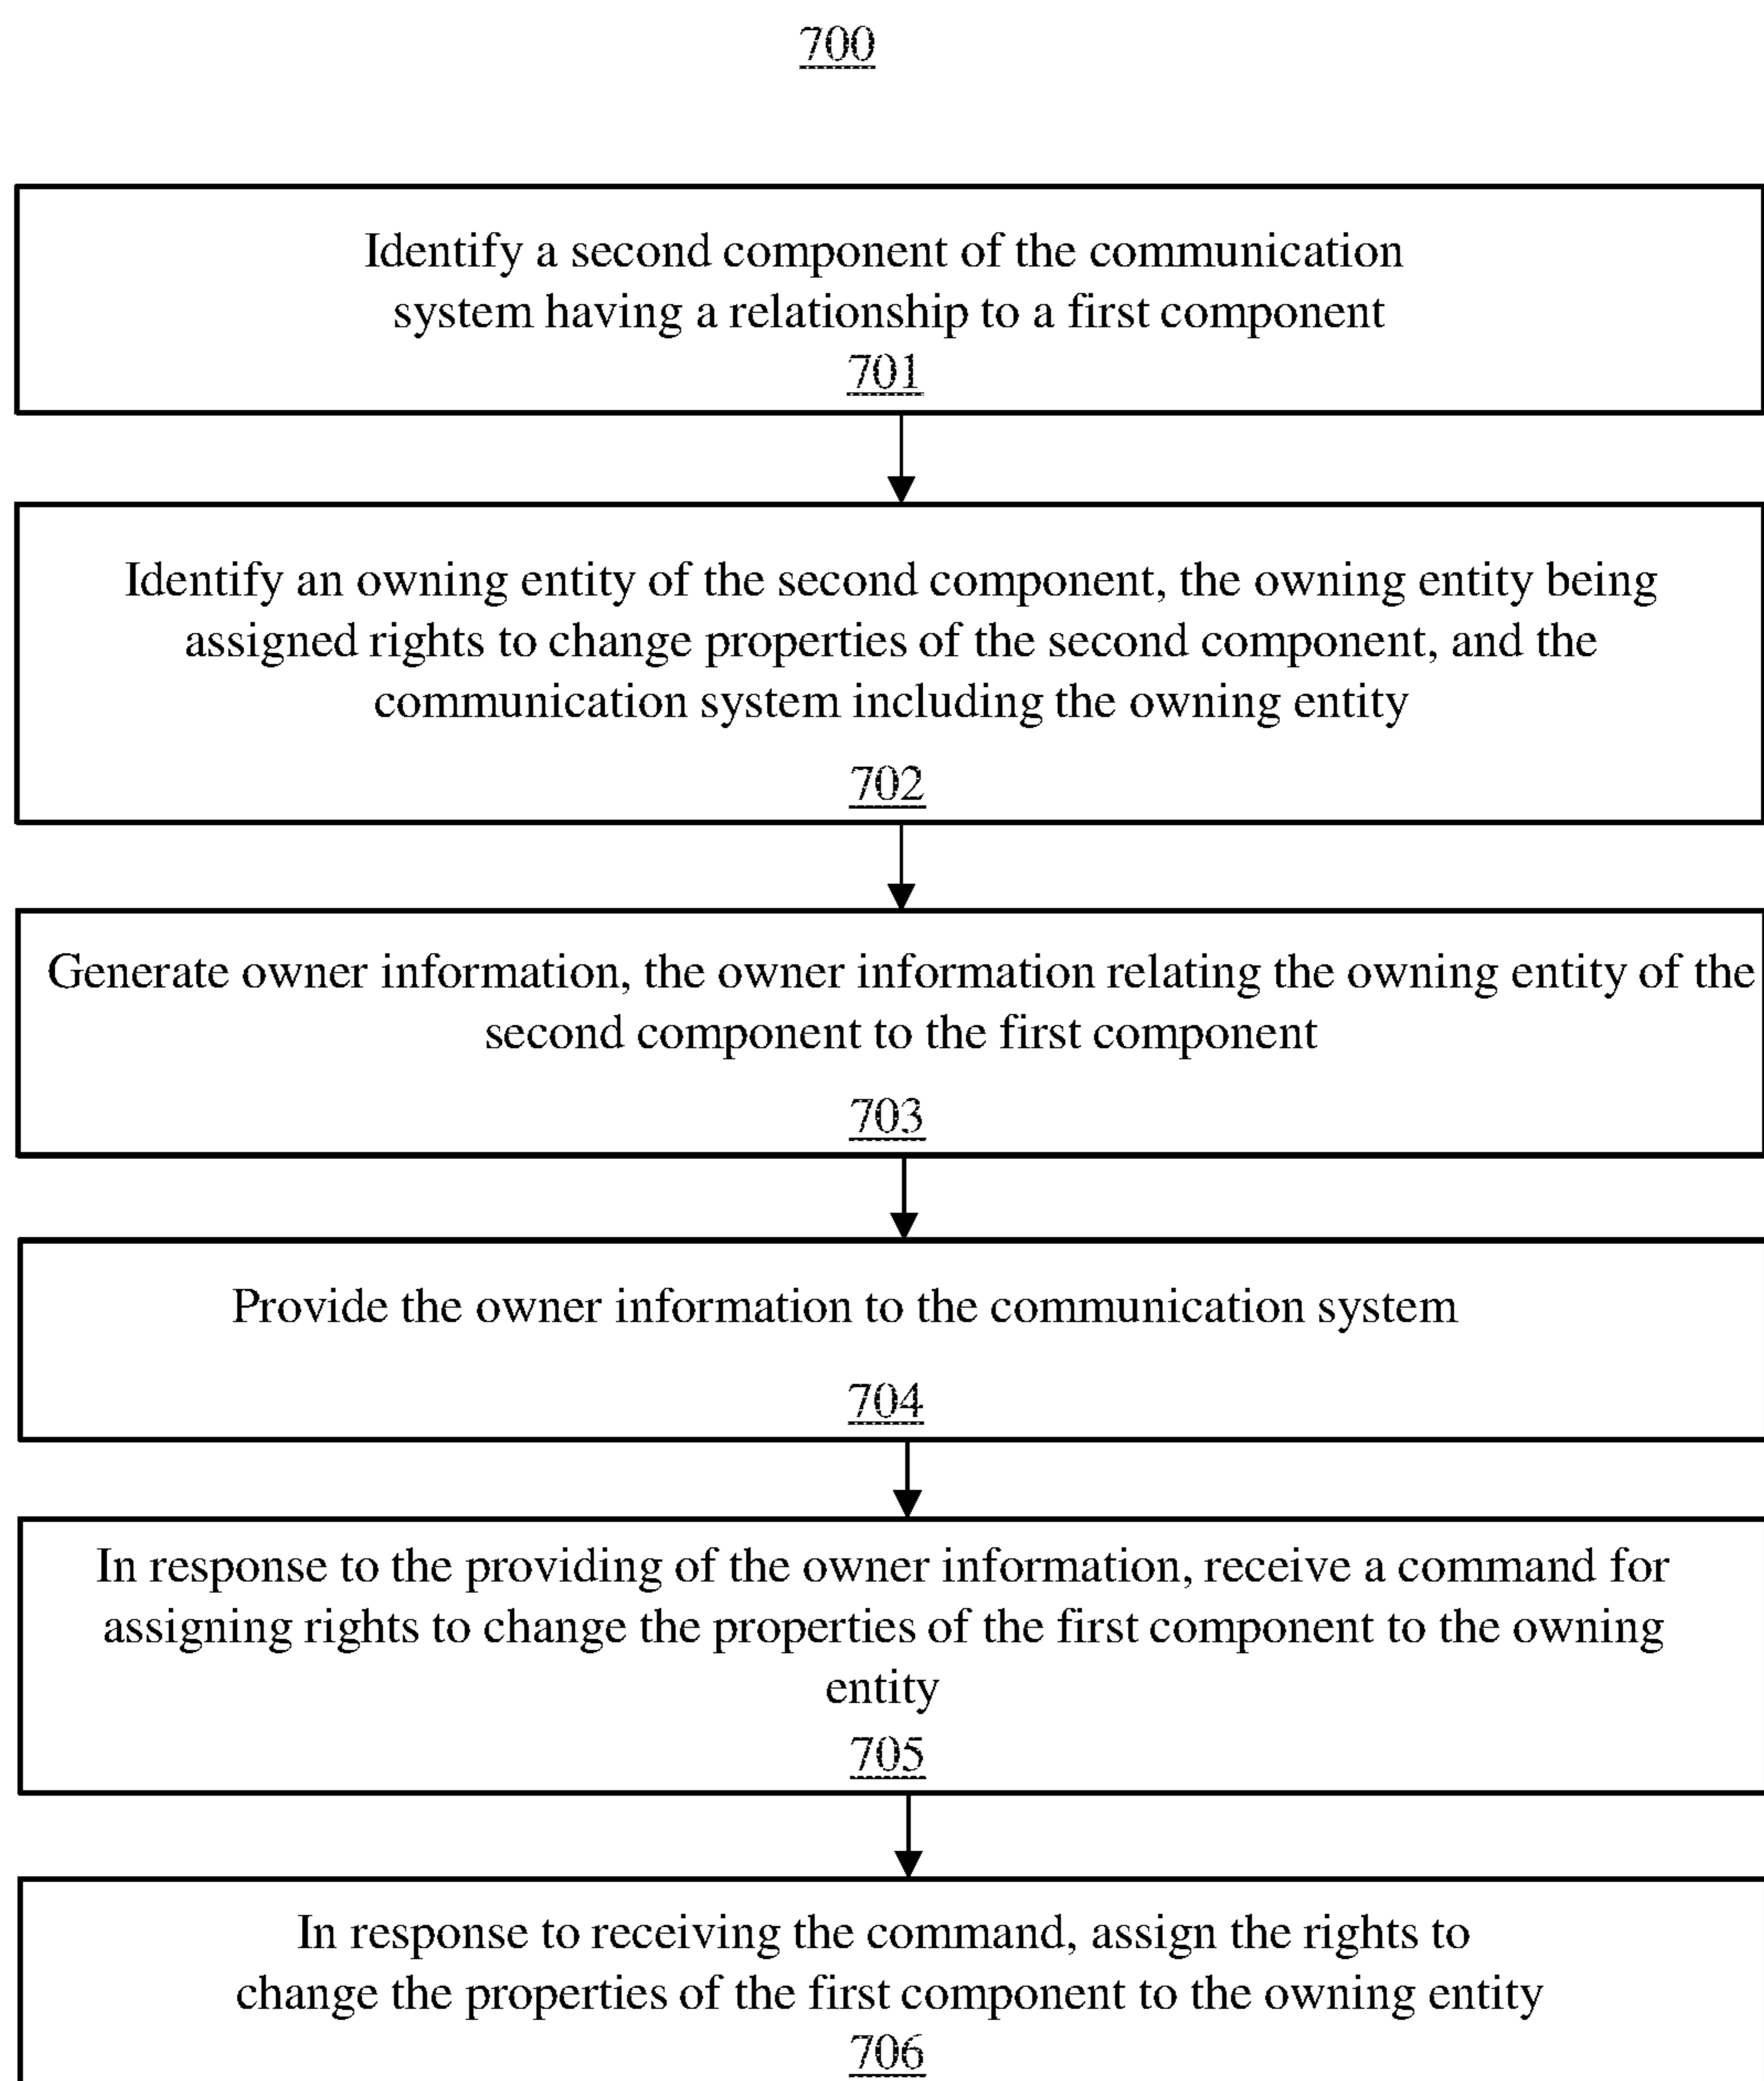 700
Identify a second component of the communication
system having a relationship to a first component
701
Identify an owning entity of the second component, the owning entity being
assigned rights to change properties of the second component, and the
communication system including the owning entity
702
Generate owner information, the owner information relating the owning entity of the
second component to the first component
703
Provide the owner information to the communication system
704
In response to the providing of the owner information, receive a command for
assigning rights to change the properties of the first component to the owning
entity
705
In response to receiving the command, assign the rights to
change the properties of the first component to the owning entity
706